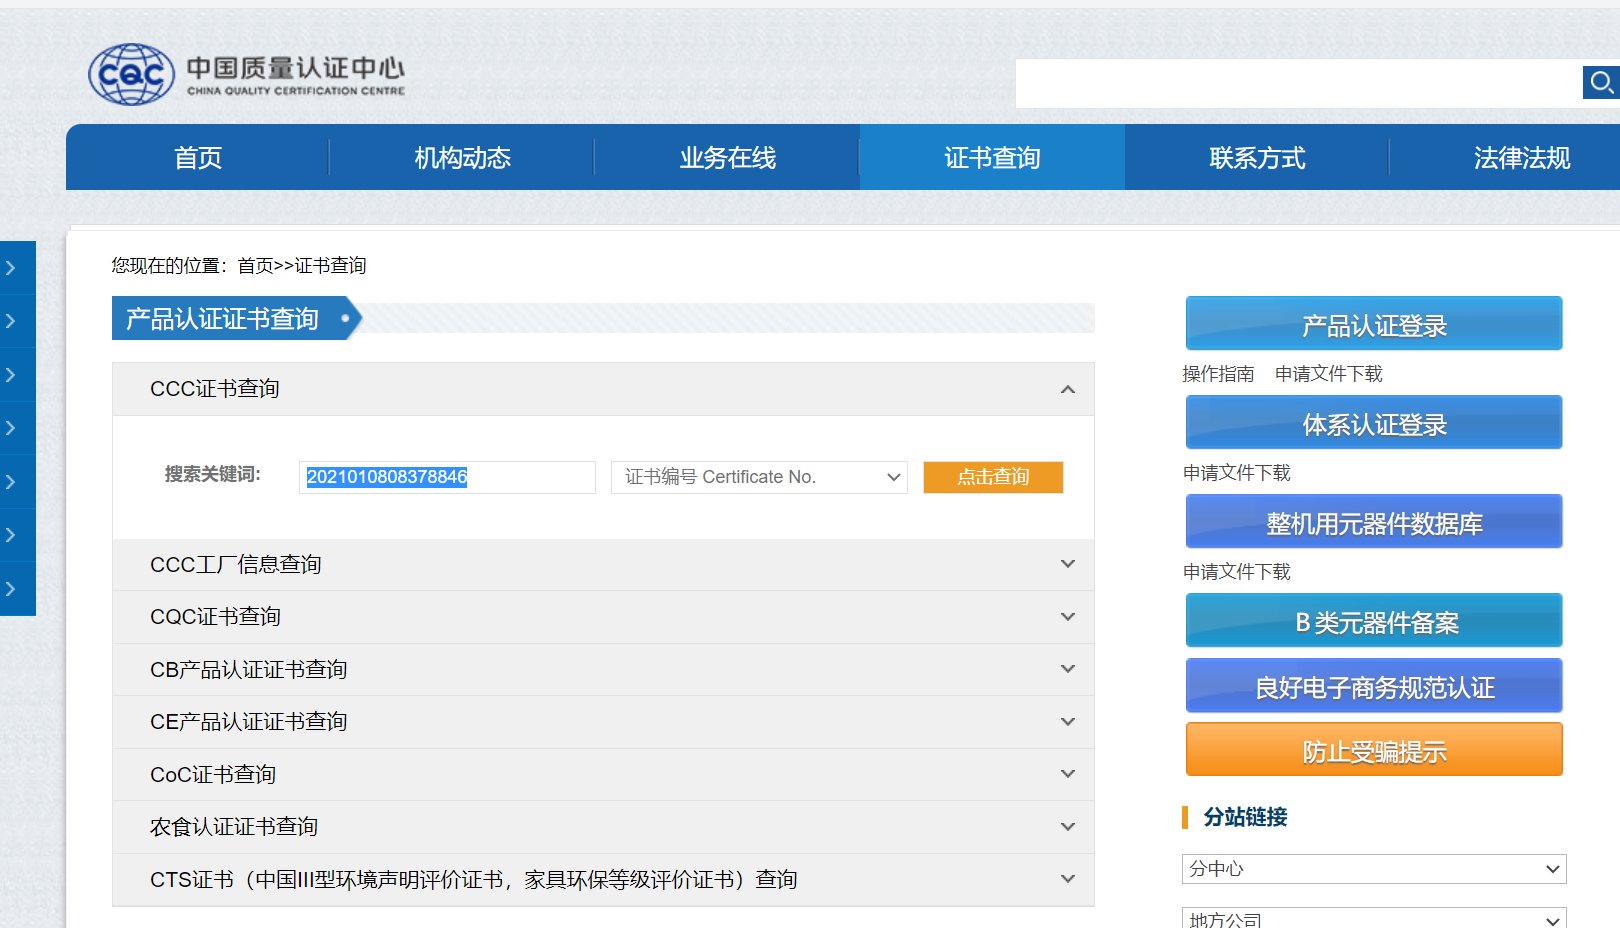 CQC
中国质量认证中心
CHINA QUALITY CERTIFICATION CENTRE
首页
机构动态
业务在线
证书查询
联系方式
法律法规
您现在的位置：首页>>证书查询
产品认证证书查询
CCC证书查询
搜索关键词:
2021010808378846
证书编号 Certificate No.
点击查询
CCC工厂信息查询
CQC证书查询
CB产品认证证书查询
CE产品认证证书查询
CoC证书查询
农食认证证书查询
CTS证书（中国III型环境声明评价证书，家具环保等级评价证书）查询
产品认证登录
操作指南 申请文件下载
体系认证登录
申请文件下载
整机用元器件数据库
申请文件下载
B 类元器件备案
良好电子商务规范认证
防止受骗提示
分站链接
分中心
地方公司